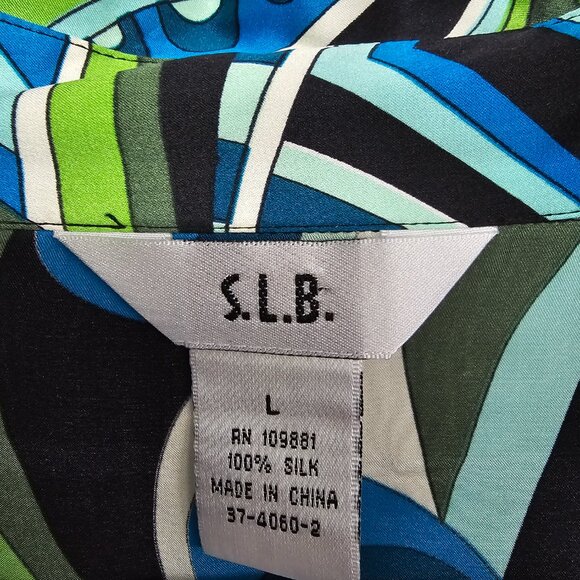 S.L.B.
L
RN 109881
100% SILK
MADE IN CHINA
37-4060-2